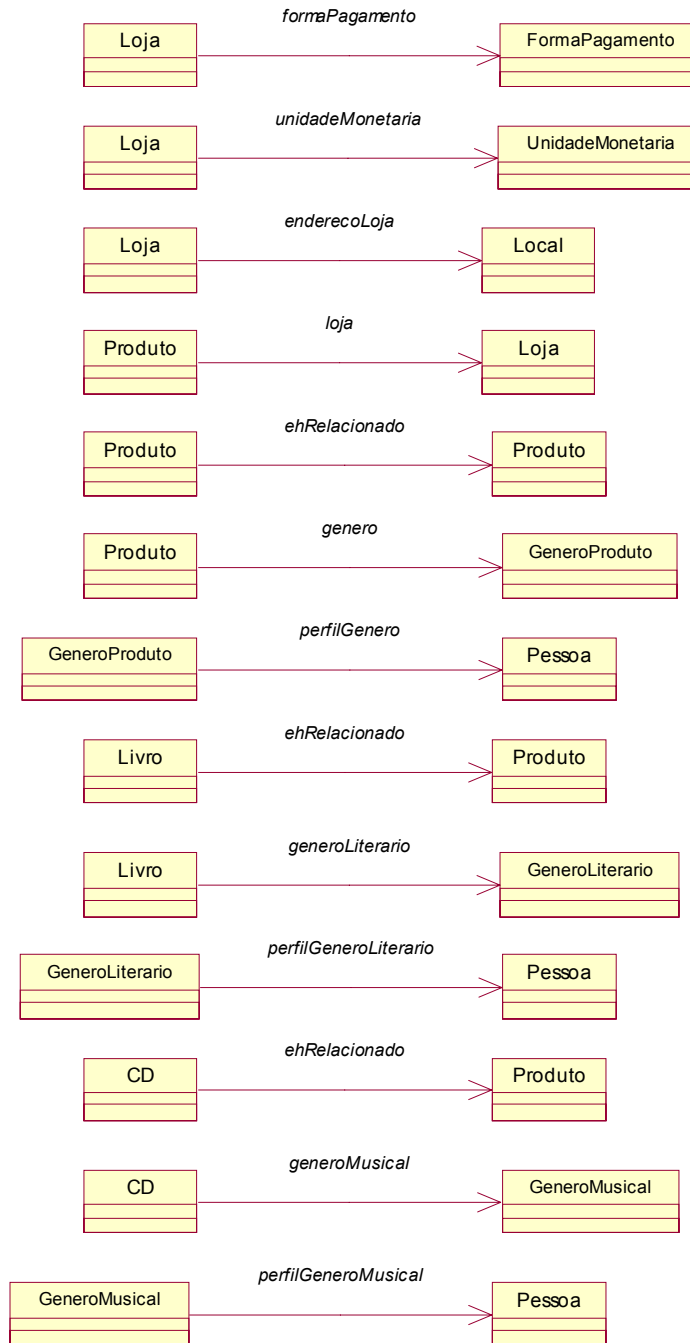 formaPagamento
Loja
FormaPagamento
unidadeMonetaria
Loja
UnidadeMonetaria
enderecoLoja
Loja
Local
loja
Produto
Loja
ehRelacionado
Produto
Produto
genero
Produto
GeneroProduto
perfilGenero
GeneroProduto
Pessoa
ehRelacionado
Livro
Produto
generoLiterario
Livro
GeneroLiterario
perfilGeneroLiterario
GeneroLiterario
Pessoa
ehRelacionado
CD
Produto
generoMusical
CD
GeneroMusical
perfilGeneroMusical
GeneroMusical
Pessoa